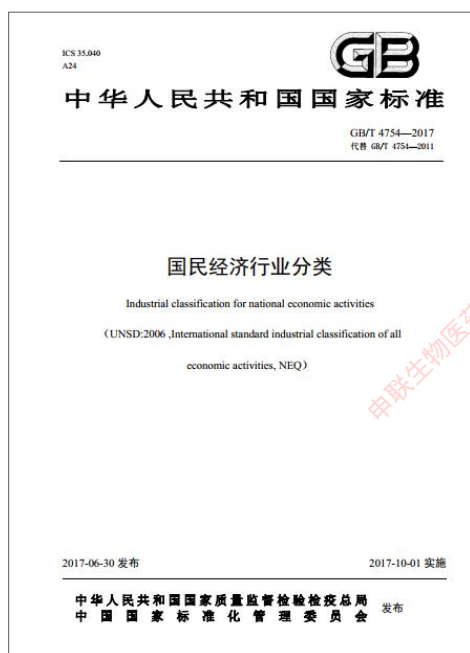 ICS 35.040
A24
GB
中华人民共和国国家标准
GB/T 4754—2017
代替 GB/T 4754—2011
国民经济行业分类
Industrial classification for national economic activities
（UNSD:2006 ,International standard industrial classification of all
economic activities, NEQ）
申联生物医药
2017-06-30 发布
2017-10-01 实施
中华人民共和国国家质量监督检验检疫总局
中国国家标准化管理委员会
发布